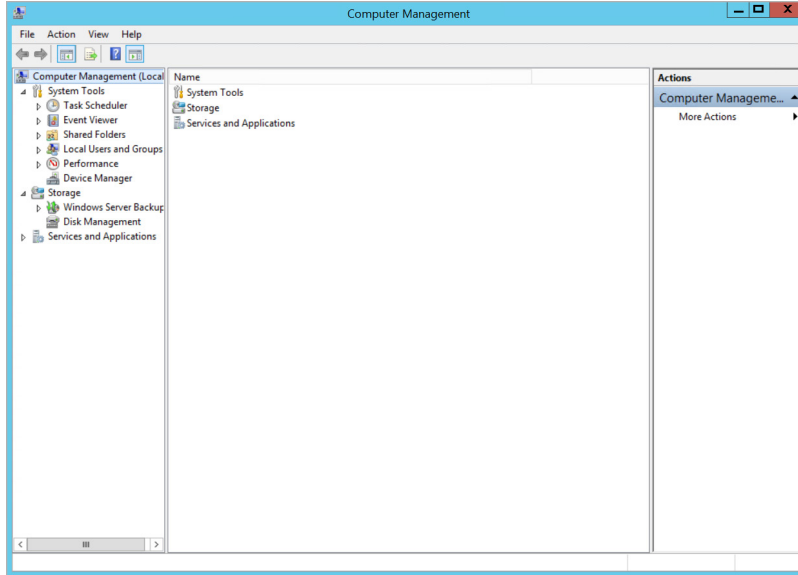 Computer Management
File Action View Help
Computer Management (Local
System Tools
Task Scheduler
Event Viewer
Shared Folders
Local Users and Groups
Performance
Device Manager
Storage
Windows Server Backup
Disk Management
Services and Applications
Name
System Tools
Storage
Services and Applications
Actions
Computer Manageme...
More Actions